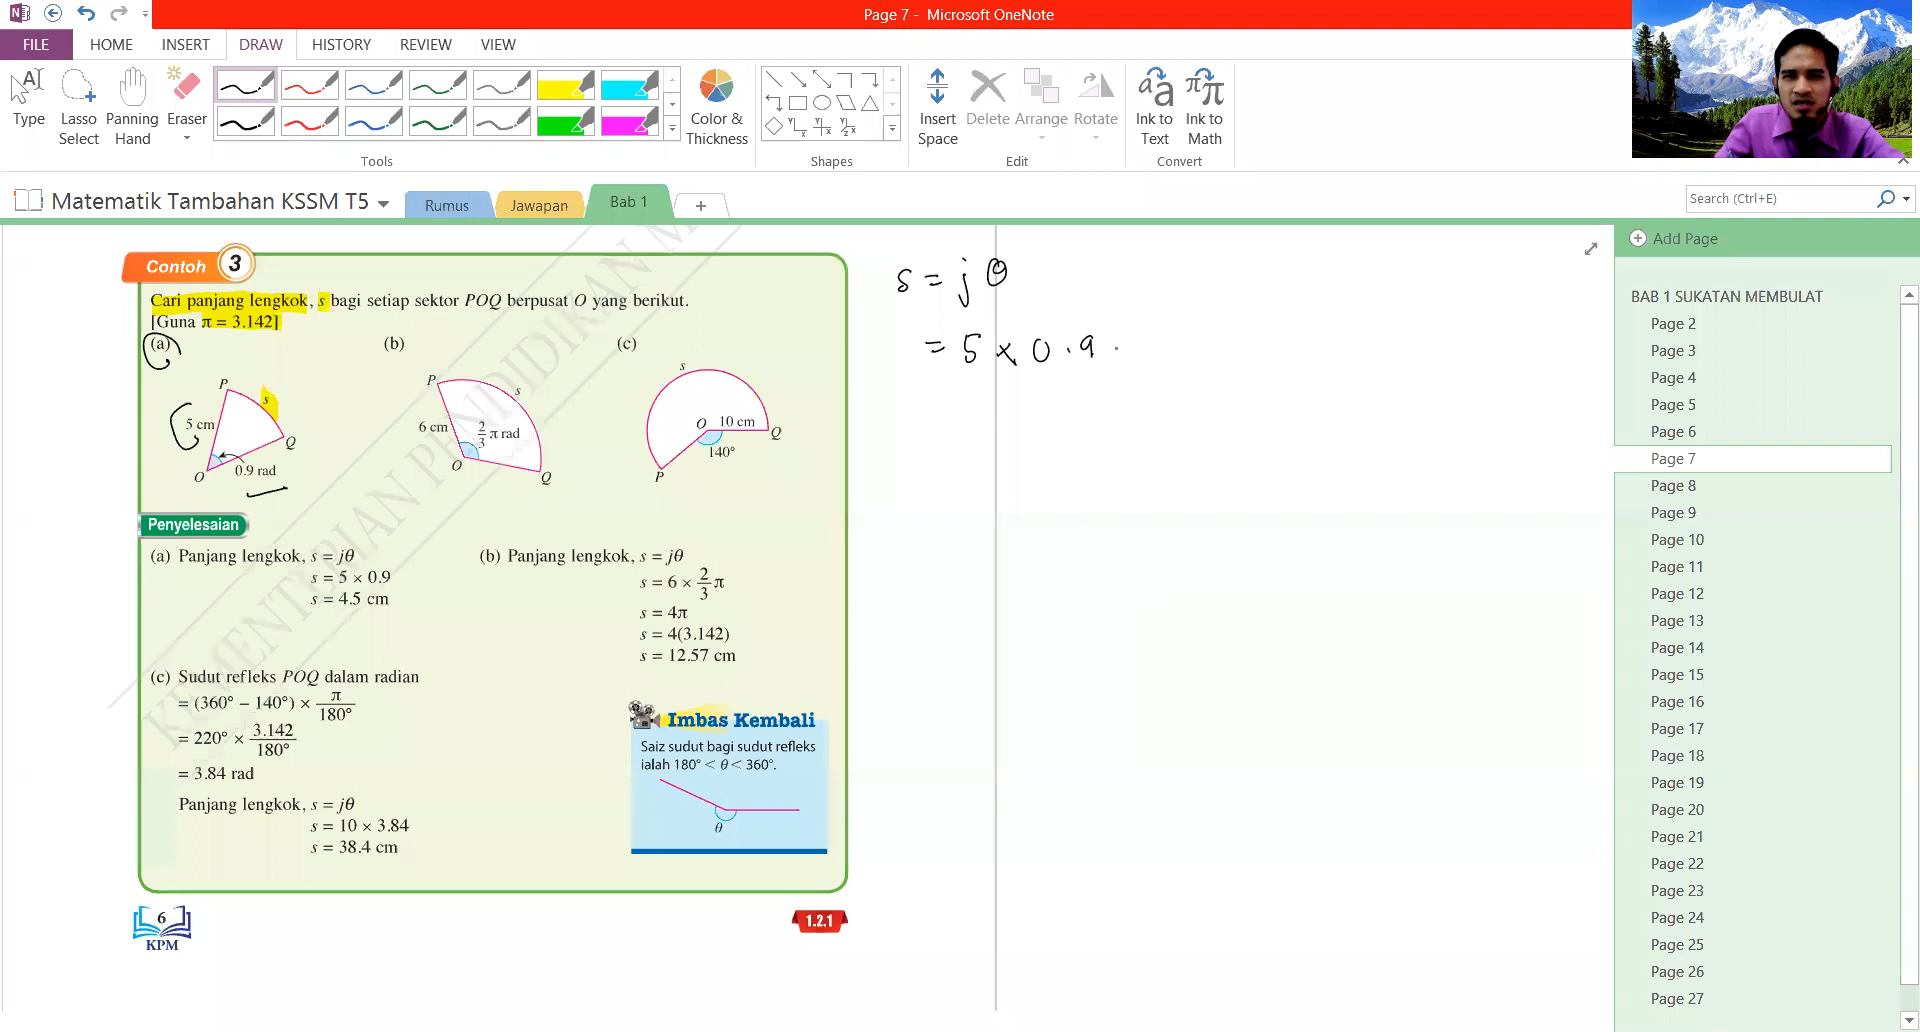 Page 7 - Microsoft OneNote
FILE HOME INSERT DRAW HISTORY REVIEW VIEW
Type
Lasso Select
Panning Hand
Eraser
Color & Thickness
Insert Space
Delete
Arrange
Rotate
Ink to Text
Ink to Math
Tools
Shapes
Edit
Convert
Matematik Tambahan KSSM T5
Rumus
Jawapan
Bab 1
Search (Ctrl+E)
Contoh 3
Cari panjang lengkok, s bagi setiap sektor POQ berpusat O yang berikut.
[Guna π = 3.142]
(a) (b) (c)
P
s
5 cm
Q
O
0.9 rad
P
s
6 cm
2/3 π rad
O
Q
s
O 10 cm
Q
140°
P
Penyelesaian
(a) Panjang lengkok, s = jθ
s = 5 × 0.9
s = 4.5 cm
(b) Panjang lengkok, s = jθ
s = 6 × 2/3 π
s = 4π
s = 4(3.142)
s = 12.57 cm
(c) Sudut refleks POQ dalam radian
= (360° − 140°) × π/180°
= 220° × 3.142/180°
= 3.84 rad
Panjang lengkok, s = jθ
s = 10 × 3.84
s = 38.4 cm
Imbas Kembali
Saiz sudut bagi sudut refleks
ialah 180° < θ < 360°.
θ
6
KPM
1.2.1
KEMENTERIAN PENDIDIKAN M
s = j θ
= 5 × 0.9
Add Page
BAB 1 SUKATAN MEMBULAT
Page 2
Page 3
Page 4
Page 5
Page 6
Page 7
Page 8
Page 9
Page 10
Page 11
Page 12
Page 13
Page 14
Page 15
Page 16
Page 17
Page 18
Page 19
Page 20
Page 21
Page 22
Page 23
Page 24
Page 25
Page 26
Page 27